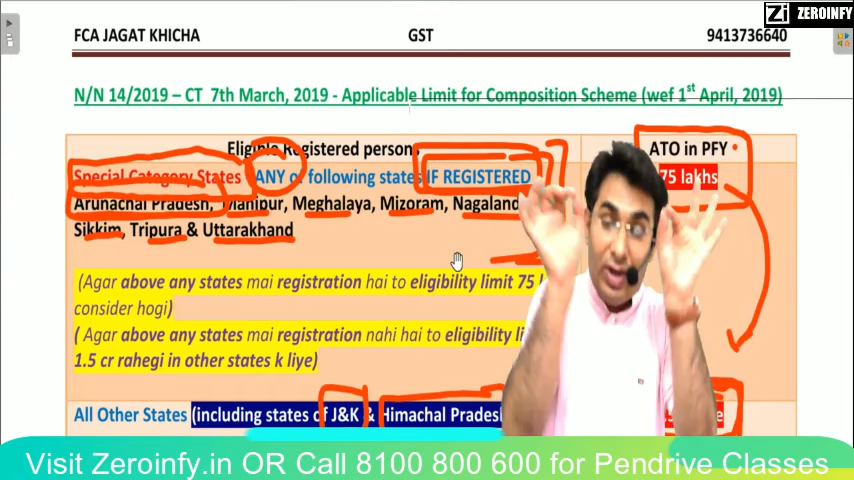 Zi ZEROINFY
FCA JAGAT KHICHA GST 9413736640
N/N 14/2019 – CT 7th March, 2019 - Applicable Limit for Composition Scheme (wef 1st April, 2019)
Eligible Registered person ATO in PFY
Special Category States ANY of following states IF REGISTERED 75 lakhs
Arunachal Pradesh, Manipur, Meghalaya, Mizoram, Nagaland
Sikkim, Tripura & Uttarakhand
(Agar above any states mai registration hai to eligibility limit 75
consider hogi)
( Agar above any states mai registration nahi hai to eligibility
1.5 cr rahegi in other states k liye)
All Other States (including states of J&K & Himachal Pradesh
Visit Zeroinfy.in OR Call 8100 800 600 for Pendrive Classes